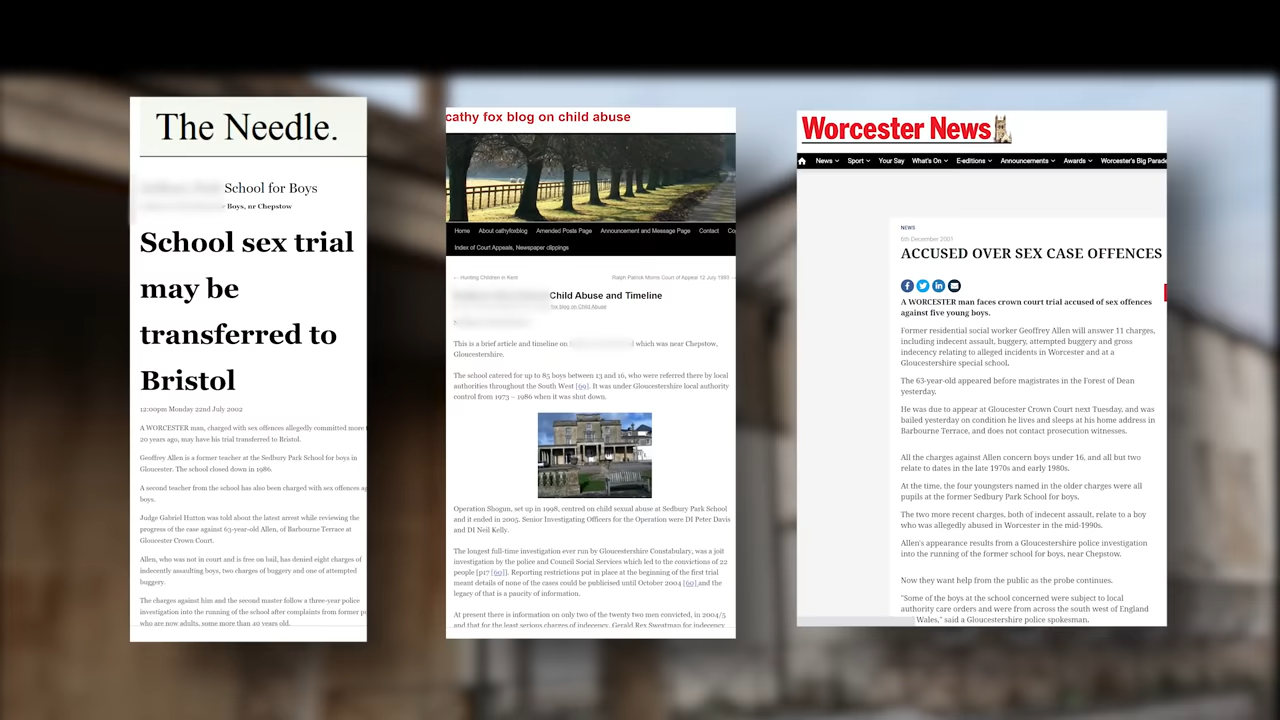 The Needle.
School for Boys
Boys, nr Chepstow
School sex trial
may be
transferred to
Bristol
12:00pm Monday 22nd July 2002
A WORCESTER man, charged with sex offences allegedly committed more
20 years ago, may have his trial transferred to Bristol.
Geoffrey Allen is a former teacher at the Sedbury Park School for boys in
Gloucester. The school closed down in 1986.
A second teacher from the school has also been charged with sex offences
boys.
Judge Gabriel Hutton was told about the latest arrest while reviewing the
progress of the case against 63-year-old Allen, of Barbourne Terrace at
Gloucester Crown Court.
Allen, who was not in court and is free on bail, has denied eight charges of
indecently assaulting boys, two charges of buggery and one of attempted
buggery.
The charges against him and the second master follow a three-year police
investigation into the running of the school after complaints from former
who are now adults, some more than 40 years old.
cathy fox blog on child abuse
Home About cathyfoxblog Amended Posts Page Announcement and Message Page Contact Co
Index of Court Appeals, Newspaper clippings
← Hunting Children in Kent Ralph Patrick Morris Court of Appeal 12 July 1993 →
Child Abuse and Timeline
fox blog on Child Abuse
This is a brief article and timeline on which was near Chepstow,
Gloucestershire.
The school catered for up to 85 boys between 13 and 16, who were referred there by local
authorities throughout the South West [69]. It was under Gloucestershire local authority
control from 1973 – 1986 when it was shut down.
Operation Shogun, set up in 1998, centred on child sexual abuse at Sedbury Park School
and it ended in 2005. Senior Investigating Officers for the Operation were DI Peter Davis
and DI Neil Kelly.
The longest full-time investigation ever run by Gloucestershire Constabulary, was a joit
investigation by the police and Council Social Services which led to the convictions of 22
people [p17 [60]]. Reporting restrictions put in place at the beginning of the first trial
meant details of none of the cases could be publicised until October 2004 [60] and the
legacy of that is a paucity of information.
At present there is information on only two of the twenty two men convicted, in 2004/5
and that for the least serious charges of indecency. Gerald Rex Sweatman for indecency
Worcester News
News Sport Your Say What's On E-editions Announcements Awards Worcester's Big Parade
NEWS
6th December 2001
ACCUSED OVER SEX CASE OFFENCES
A WORCESTER man faces crown court trial accused of sex offences
against five young boys.
Former residential social worker Geoffrey Allen will answer 11 charges,
including indecent assault, buggery, attempted buggery and gross
indecency relating to alleged incidents in Worcester and at a
Gloucestershire special school.
The 63-year-old appeared before magistrates in the Forest of Dean
yesterday.
He was due to appear at Gloucester Crown Court next Tuesday, and was
bailed yesterday on condition he lives and sleeps at his home address in
Barbourne Terrace, and does not contact prosecution witnesses.
All the charges against Allen concern boys under 16, and all but two
relate to dates in the late 1970s and early 1980s.
At the time, the four youngsters named in the older charges were all
pupils at the former Sedbury Park School for boys.
The two more recent charges, both of indecent assault, relate to a boy
who was allegedly abused in Worcester in the mid-1990s.
Allen's appearance results from a Gloucestershire police investigation
into the running of the former school for boys, near Chepstow.
Now they want help from the public as the probe continues.
"Some of the boys at the school concerned were subject to local
authority care orders and were from across the south west of England
Wales," said a Gloucestershire police spokesman.